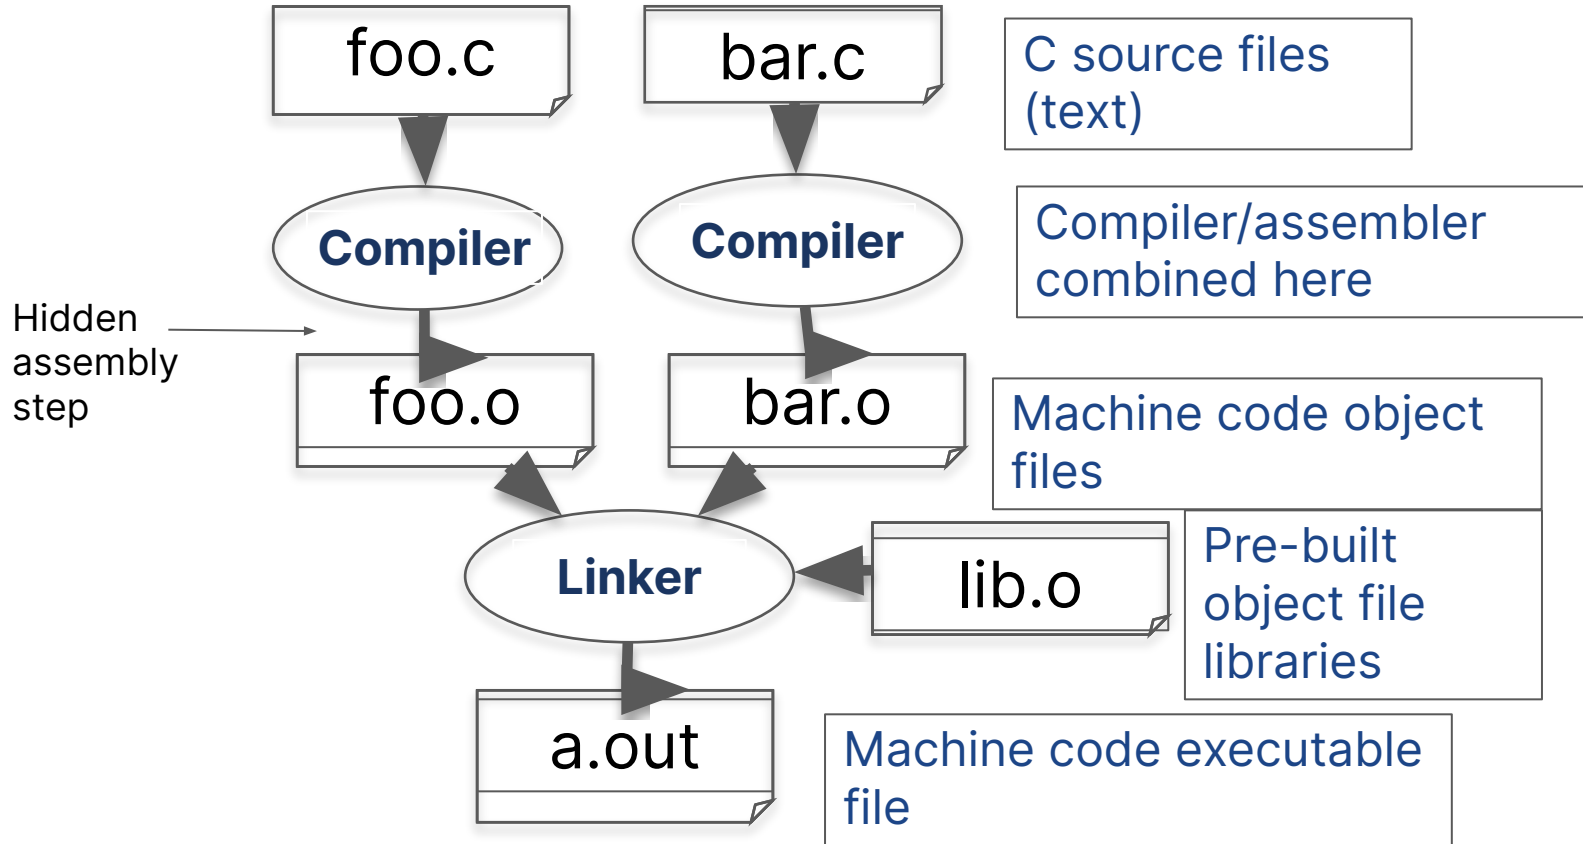 foo.c
bar.c
C source files
(text)
Compiler
Compiler
Compiler/assembler
combined here
Hidden
assembly
step
foo.o
bar.o
Machine code object
files
Linker
lib.o
Pre-built
object file
libraries
a.out
Machine code executable
file